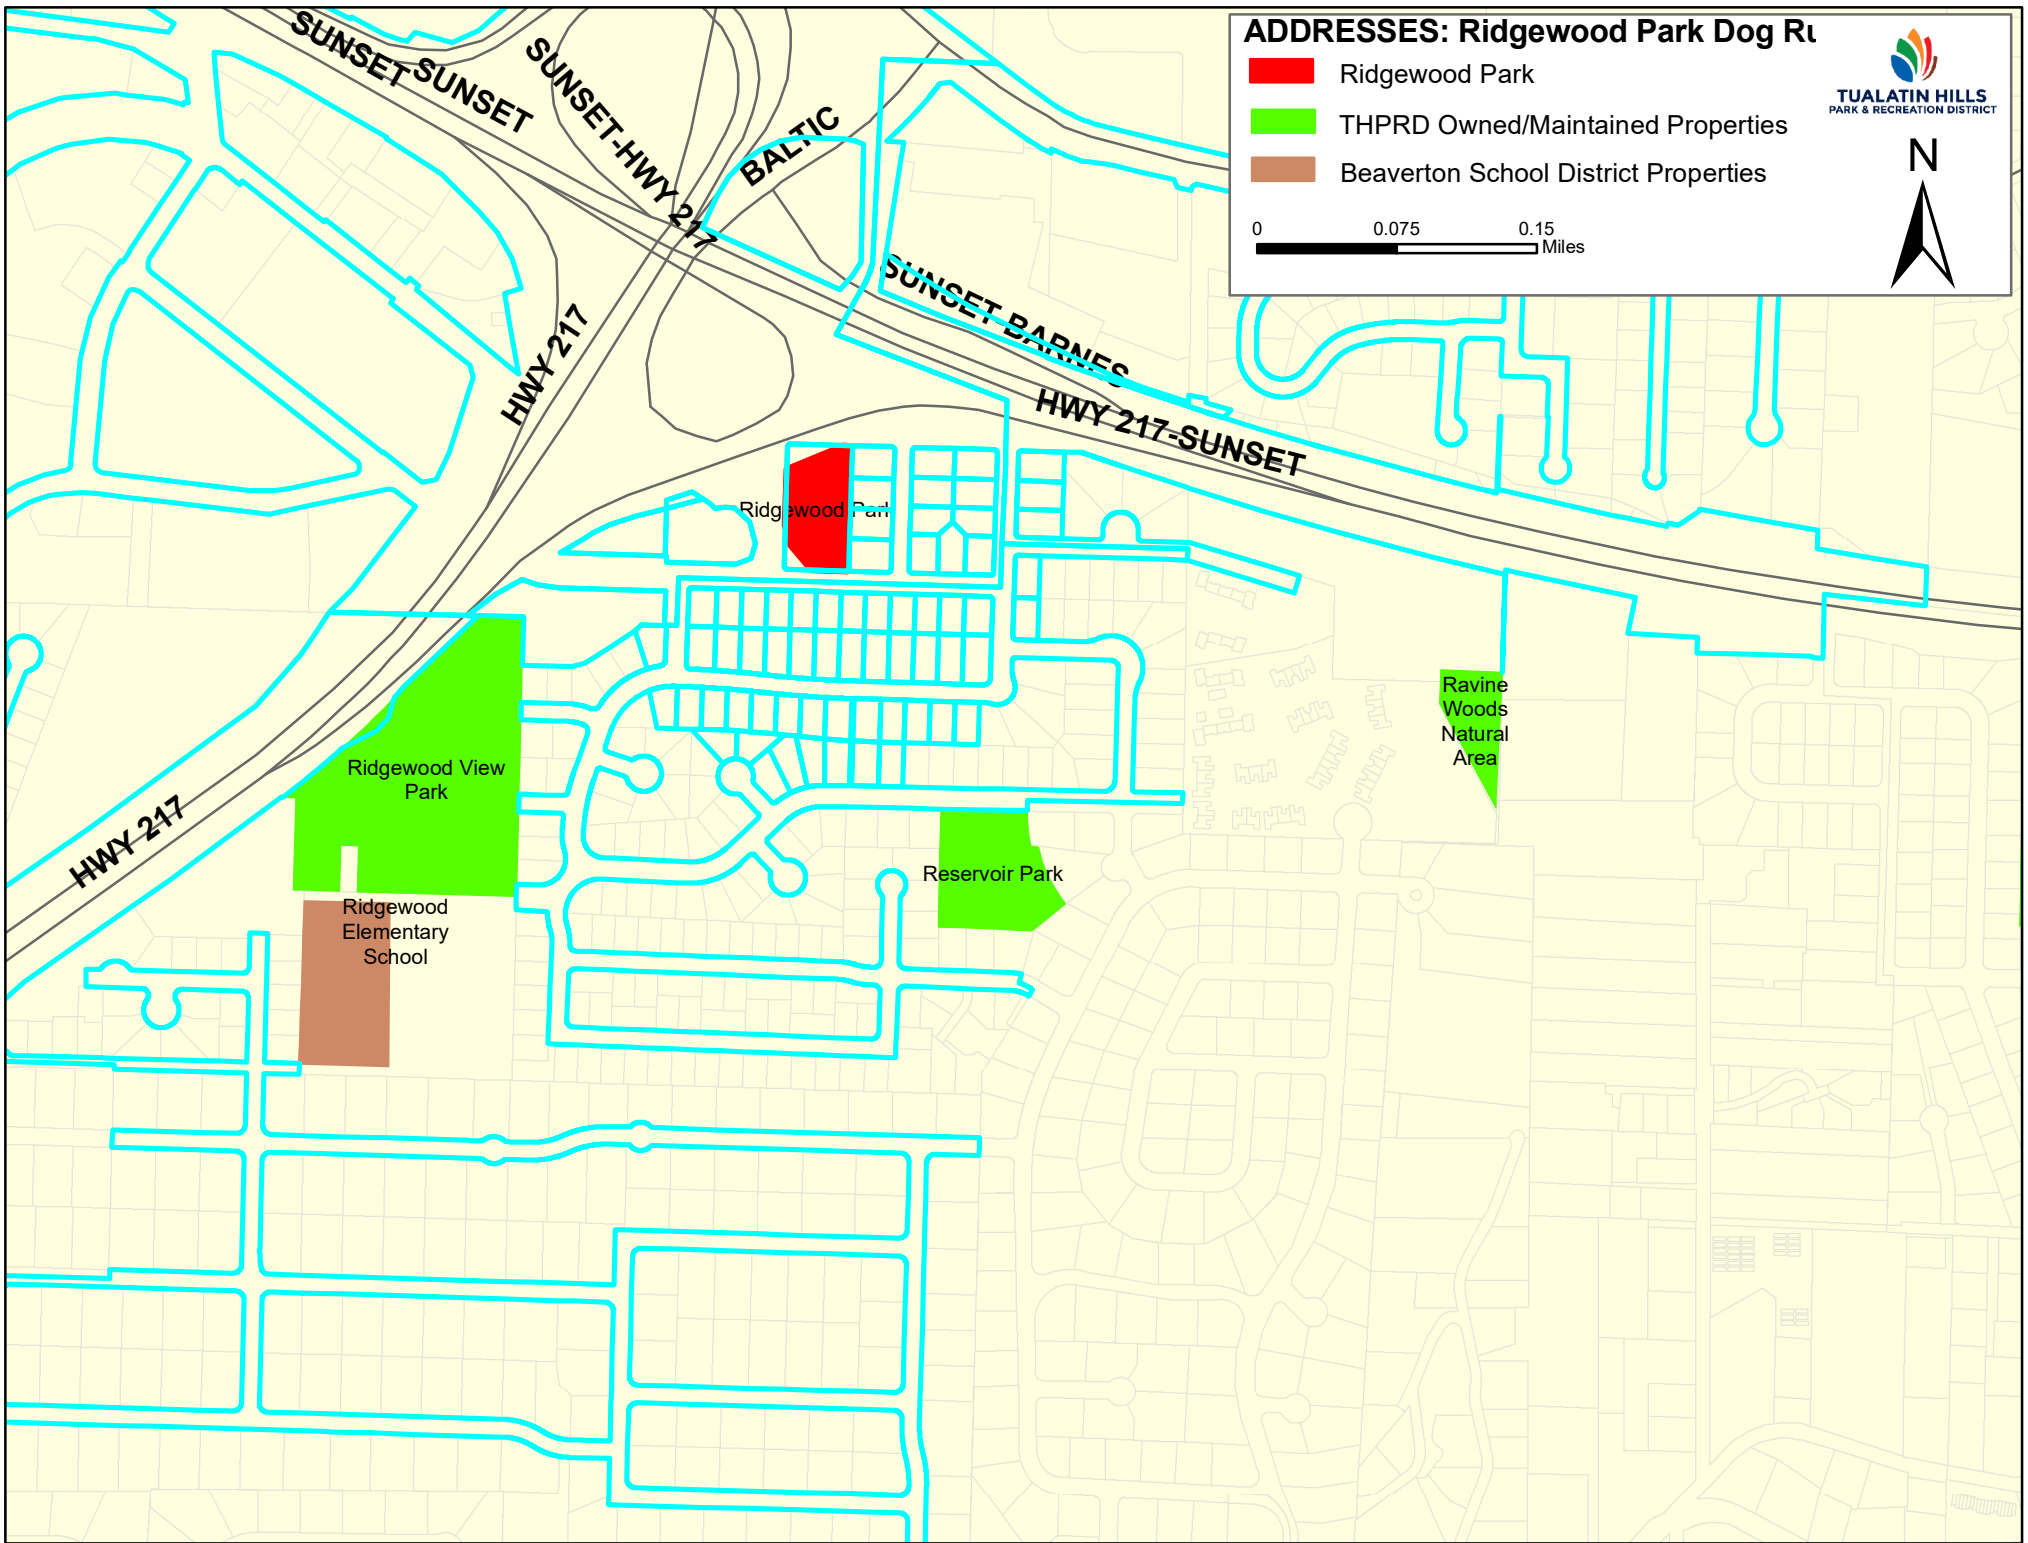 ADDRESSES: Ridgewood Park Dog Ru
Ridgewood Park
THPRD Owned/Maintained Properties
Beaverton School District Properties
0 0.075 0.15
Miles
TUALATIN HILLS
PARK & RECREATION DISTRICT
N
SUNSET
SUNSET
SUNSET-HWY 217
BALTIC
SUNSET BARNES
HWY 217
HWY 217-SUNSET
Ridgewood Park
Ravine
Woods
Natural
Area
Ridgewood View
Park
HWY 217
Reservoir Park
Ridgewood
Elementary
School